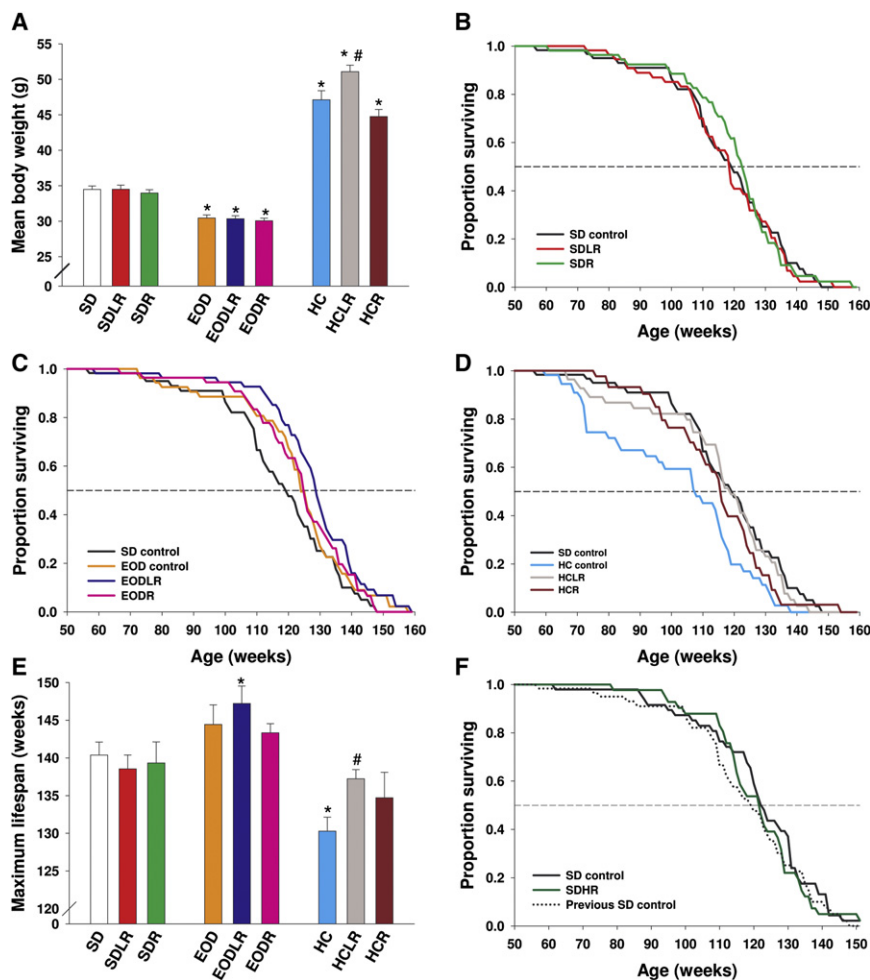 A
Mean body weight (g)
55
50
45
40
35
30
25
0
* # 
*
*
* * *
SD SDLR SDR EOD EODLR EODR HC HCLR HCR
B
Proportion surviving
1.0
0.8
0.6
0.4
0.2
0.0
SD control
SDLR
SDR
50 60 70 80 90 100 110 120 130 140 150 160
Age (weeks)
C
Proportion surviving
1.0
0.8
0.6
0.4
0.2
0.0
SD control
EOD control
EODLR
EODR
50 60 70 80 90 100 110 120 130 140 150 160
Age (weeks)
D
Proportion surviving
1.0
0.8
0.6
0.4
0.2
0.0
SD control
HC control
HCLR
HCR
50 60 70 80 90 100 110 120 130 140 150 160
Age (weeks)
E
Maximum lifespan (weeks)
150
145
140
135
130
125
120
0
*
#
*
SD SDLR SDR EOD EODLR EODR HC HCLR HCR
F
Proportion surviving
1.0
0.8
0.6
0.4
0.2
0.0
SD control
SDHR
Previous SD control
50 60 70 80 90 100 110 120 130 140 150
Age (weeks)